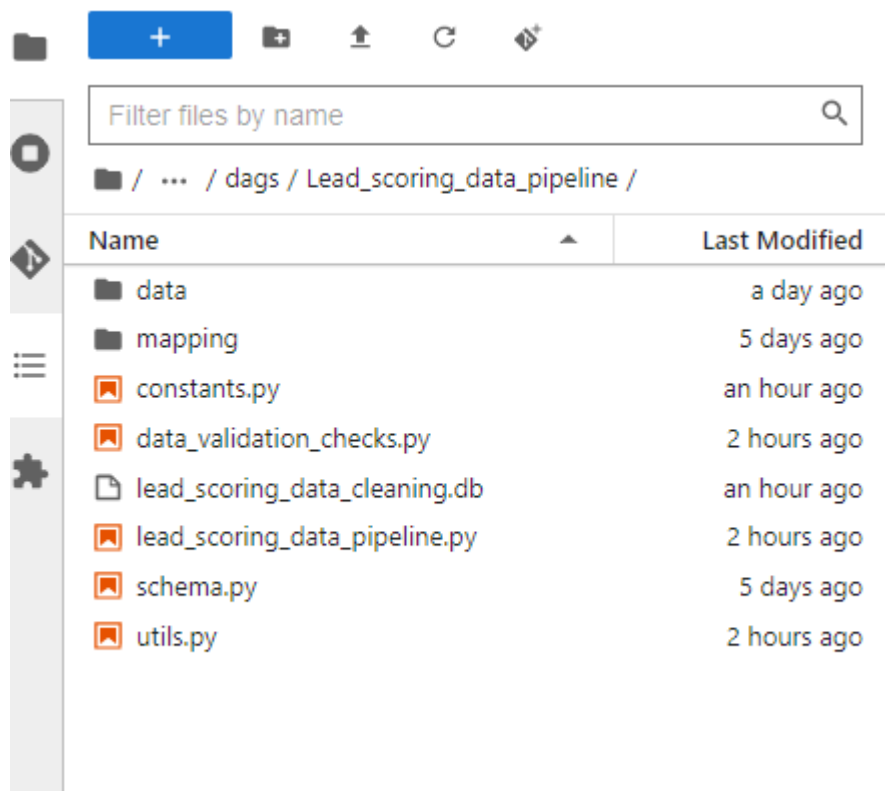 +
Filter files by name
/ ... / dags / Lead_scoring_data_pipeline /
Name Last Modified
data a day ago
mapping 5 days ago
constants.py an hour ago
data_validation_checks.py 2 hours ago
lead_scoring_data_cleaning.db an hour ago
lead_scoring_data_pipeline.py 2 hours ago
schema.py 5 days ago
utils.py 2 hours ago